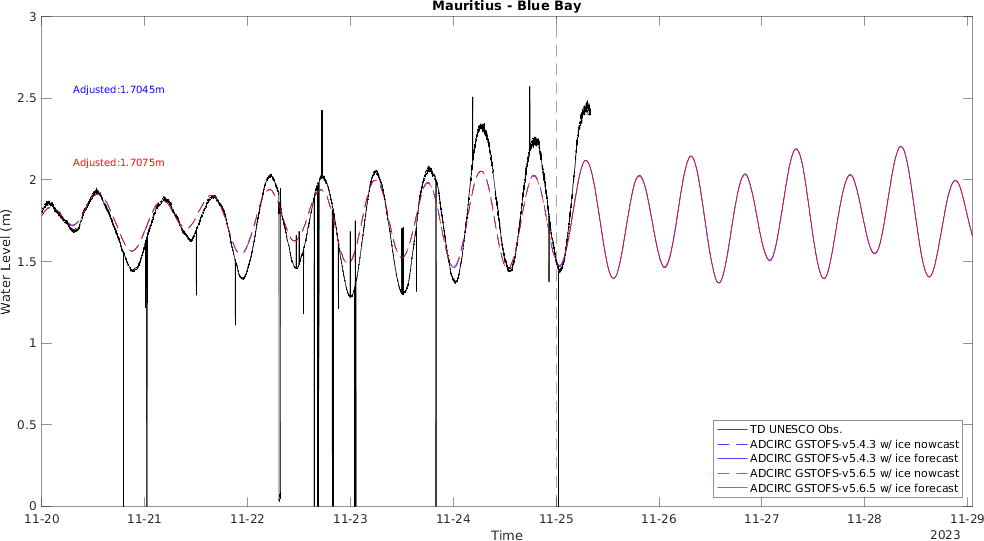 Mauritius - Blue Bay
3
2.5
2
1.5
1
0.5
0
Water Level (m)
Adjusted:1.7045m
Adjusted:1.7075m
TD UNESCO Obs.
ADCIRC GSTOFS-v5.4.3 w/ ice nowcast
ADCIRC GSTOFS-v5.4.3 w/ ice forecast
ADCIRC GSTOFS-v5.6.5 w/ ice nowcast
ADCIRC GSTOFS-v5.6.5 w/ ice forecast
11-20 11-21 11-22 11-23 11-24 11-25 11-26 11-27 11-28 11-29
Time
2023